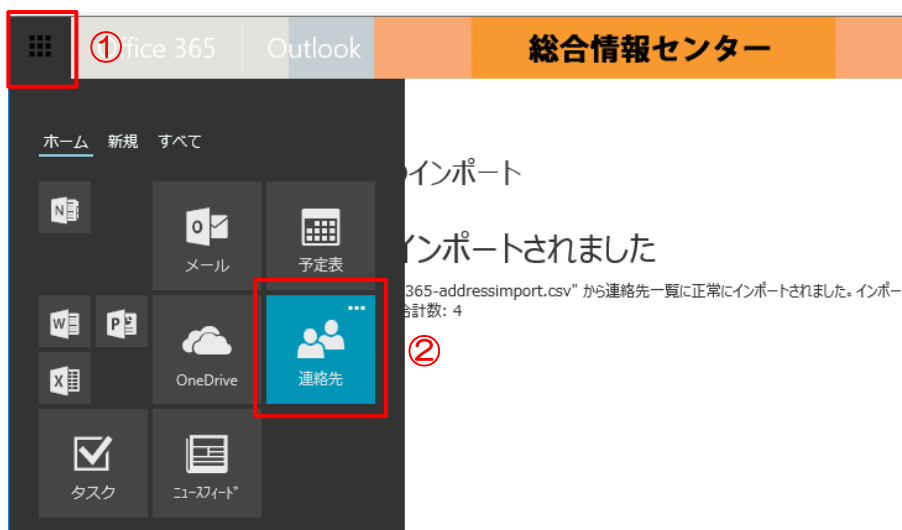 ① Office 365 Outlook 総合情報センター
ホーム 新規 すべて
のインポート
N
o
メール
予定表
インポートされました
365-addressimport.csv" から連絡先一覧に正常にインポートされました。インポー
合計数: 4
W
P
②
X
OneDrive
連絡先
タスク
ニュースフィード